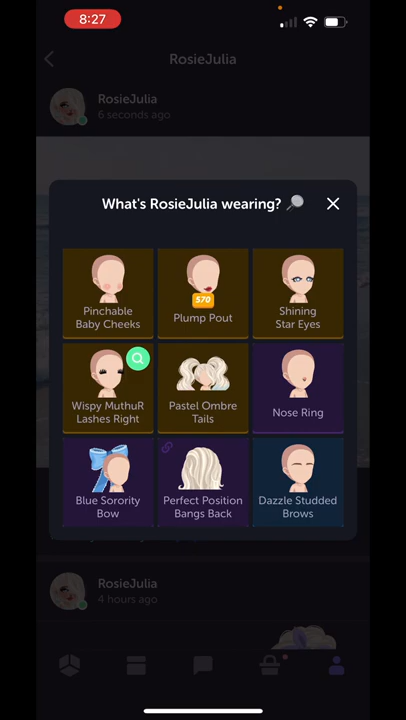 8:27
RosieJulia
RosieJulia
6 seconds ago
What's RosieJulia wearing? 🔎
Pinchable
Baby Cheeks
570
Plump Pout
Shining
Star Eyes
Wispy MuthuR
Lashes Right
Pastel Ombre
Tails
Nose Ring
Blue Sorority
Bow
Perfect Position
Bangs Back
Dazzle Studded
Brows
RosieJulia
4 hours ago